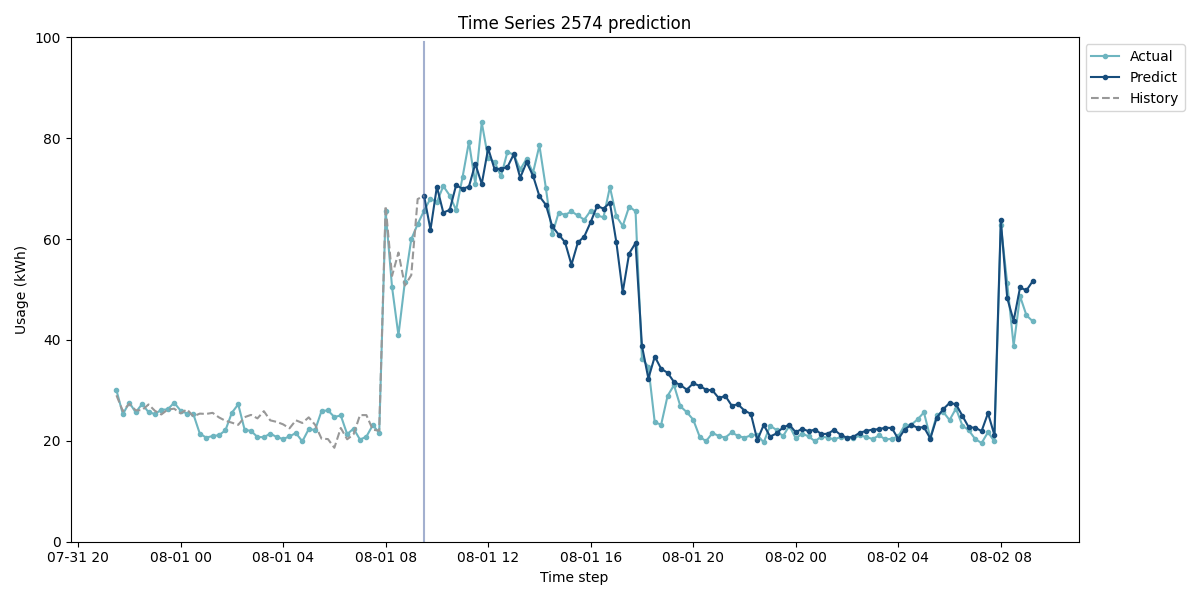 Time Series 2574 prediction
Actual
Predict
History
Usage (kWh)
100
80
60
40
20
0
07-31 20
08-01 00
08-01 04
08-01 08
08-01 12
08-01 16
08-01 20
08-02 00
08-02 04
08-02 08
Time step